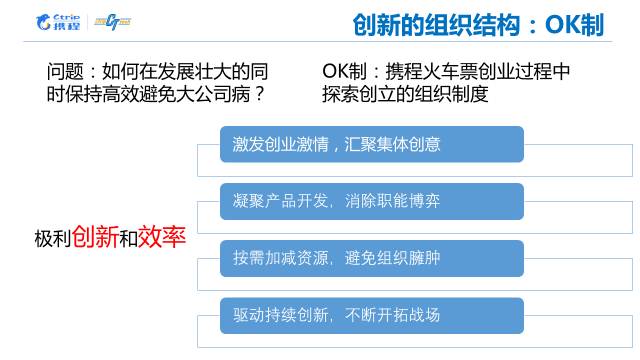 Ctrip
携程
创新的组织结构：OK制
问题：如何在发展壮大的同
时保持高效避免大公司病？
OK制：携程火车票创业过程中
探索创立的组织制度
极利创新和效率
激发创业激情，汇聚集体创意
凝聚产品开发，消除职能博弈
按需加减资源，避免组织臃肿
驱动持续创新，不断开拓战场